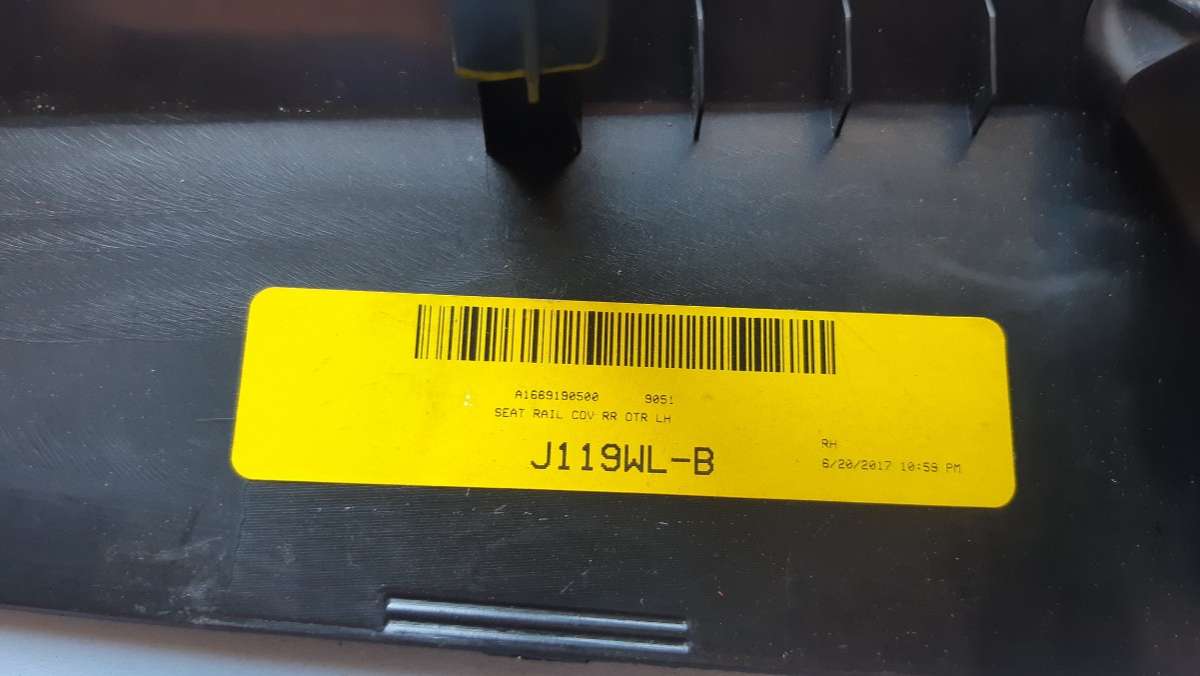 A1669190500 9051
SEAT RAIL COV RR OTR LH
J119WL-B
RH
6/20/2017 10:59 PM